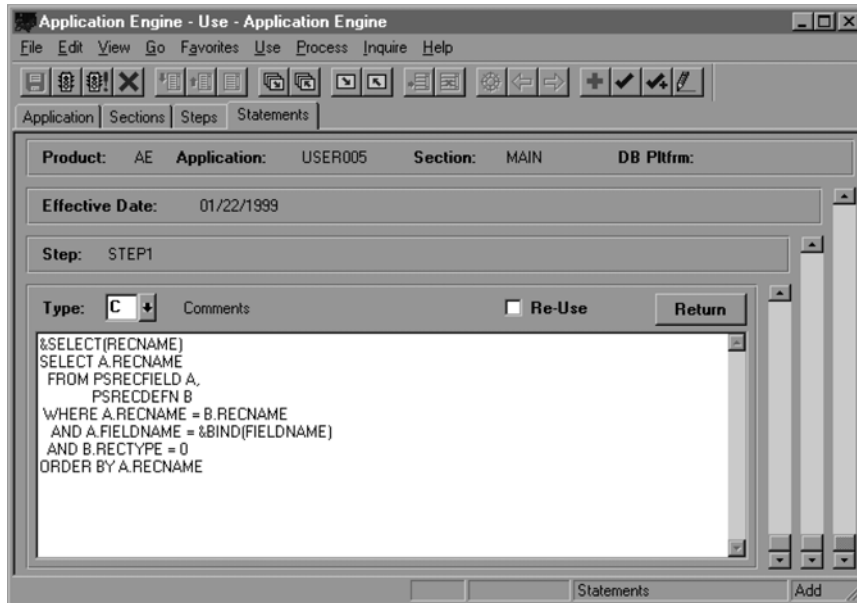 Application Engine - Use - Application Engine
File Edit View Go Favorites Use Process Inquire Help
Application Sections Steps Statements
Product: AE Application: USER005 Section: MAIN DB Pltfrm:
Effective Date: 01/22/1999
Step: STEP1
Type: C Comments Re-Use Return
&SELECT(RECNAME)
SELECT A.RECNAME
FROM PSRECFIELD A,
PSRECDEFN B
WHERE A.RECNAME = B.RECNAME
AND A.FIELDNAME = &BIND(FIELDNAME)
AND B.RECTYPE = 0
ORDER BY A.RECNAME
Statements Add